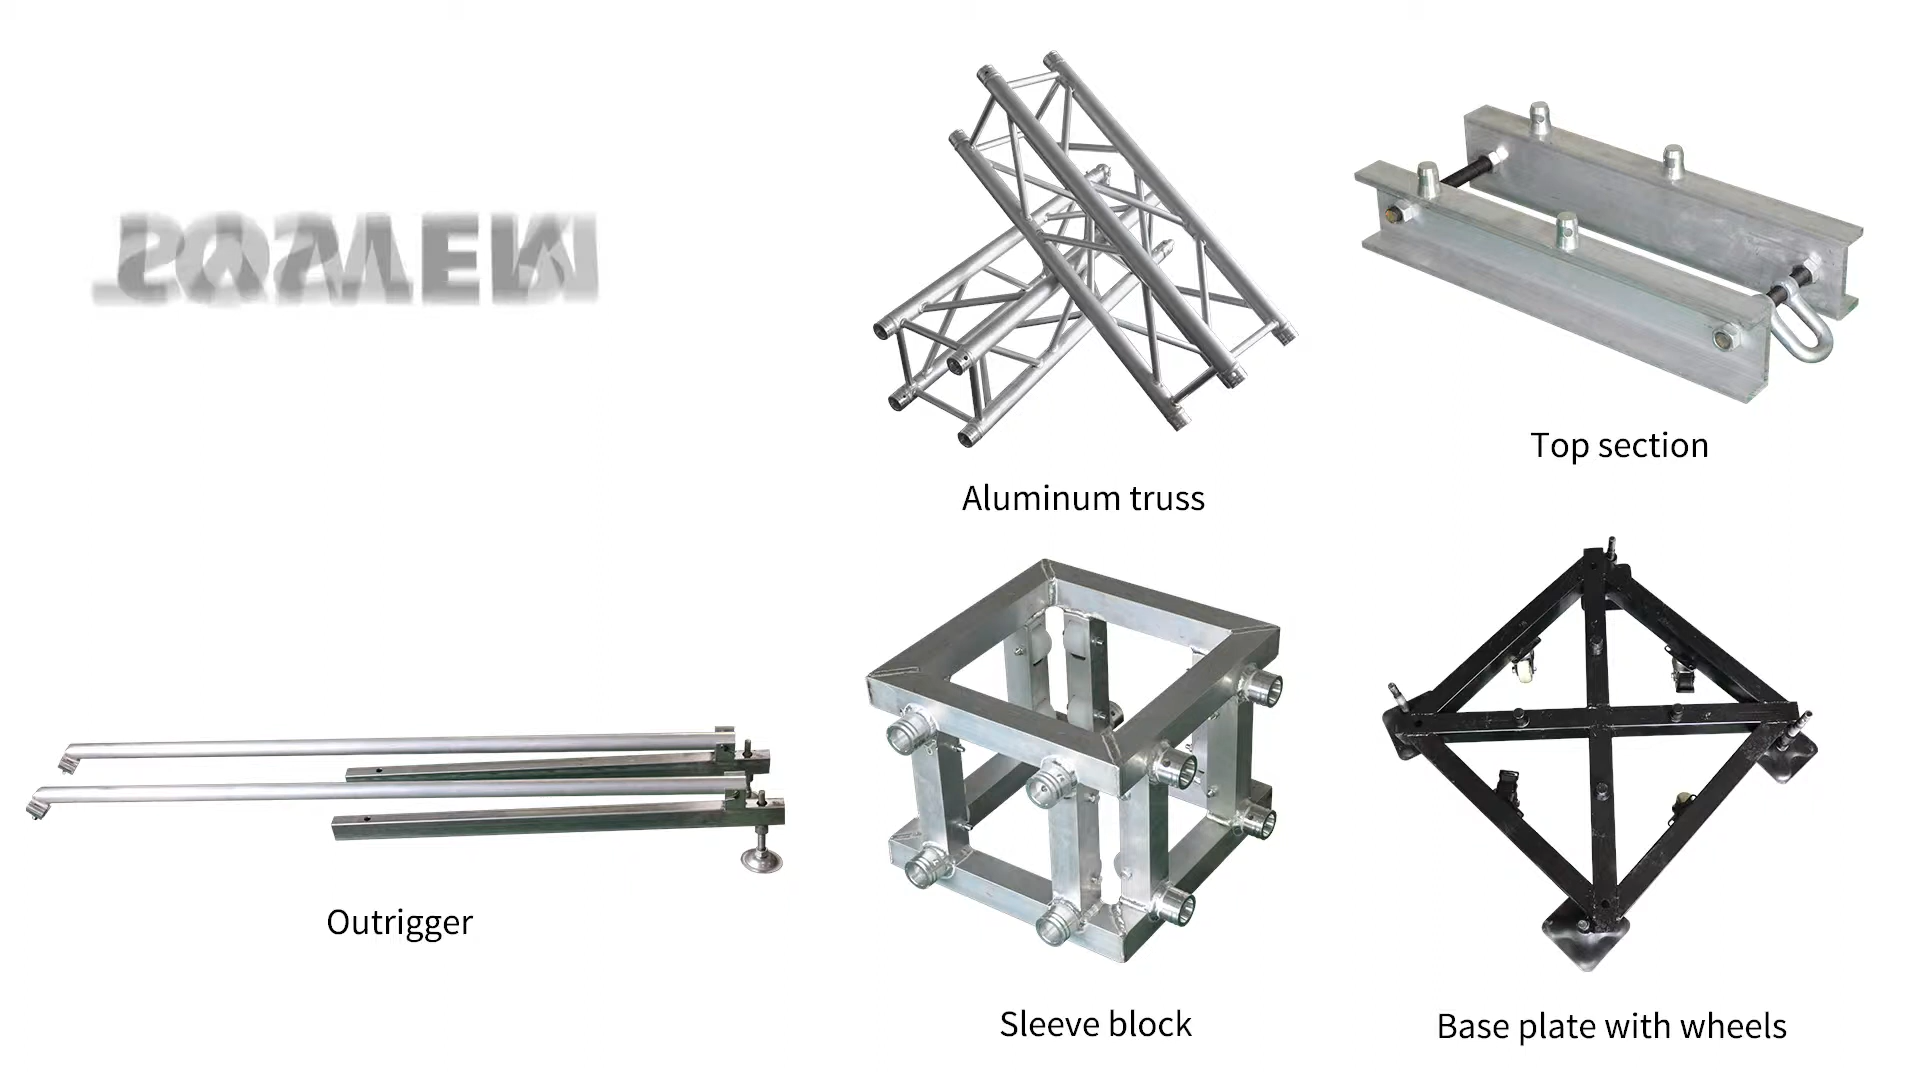 Aluminum truss
Top section
Outrigger
Sleeve block
Base plate with wheels